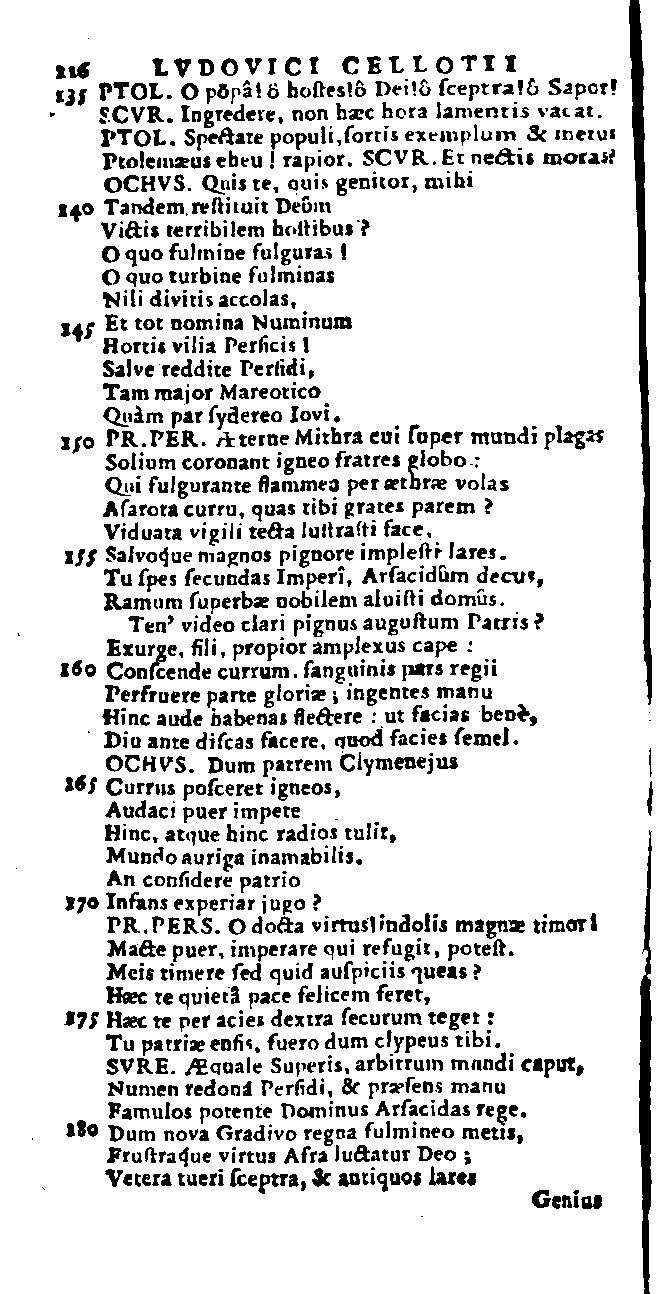 216 LVDOVICI CELLOTII
135 PTOL. O põpâ! ô hostes! ô Dei! ô sceptra! ô Sapor!
SCVR. Ingredere, non hæc hora lamentis vacat.
PTOL. Spectate populi, sortis exemplum & metus
Ptolemæus eheu! rapior. SCVR. Et nectis moras?
OCHVS. Quis te, quis genitor, mihi
140 Tandem restituit Deûm
Victis terribilem hostibus?
O quo fulmine fulguras!
O quo turbine fulminas
Nili divitis accolas,
145 Et tot nomina Numinum
Hortis vilia Persicis!
Salve reddite Persidi,
Tam major Mareotico
Quàm par sydereo Iovi.
150 PR. PER. Æterne Mithra cui super mundi plagas
Solium coronant igneo fratres globo:
Qui fulgurante flammea per æthræ volas
Asarota curru, quas tibi grates parem?
Viduata vigili tecta lustrasti face,
155 Salvoque magnos pignore implesti lares.
Tu spes secundas Imperî, Arsacidûm decus,
Ramum superbæ nobilem aluisti domûs.
Ten' video clari pignus augustum Patris?
Exurge, fili, propior amplexus cape:
160 Conscende currum. sanguinis pars regii
Perfruere parte gloriæ; ingentes manu
Hinc aude habenas flectere: ut facias benè,
Diu ante discas facere, quod facies semel.
OCHVS. Dum patrem Clymenejus
165 Currus posceret igneos,
Audaci puer impete
Hinc, atque hinc radios tulit,
Mundo auriga inamabilis.
An considere patrio
170 Infans experiar jugo?
PR. PERS. O docta virtus! indolis magnæ timor!
Macte puer, imperare qui refugit, potest.
Meis timere sed quid auspiciis queas?
Hæc te quietâ pace felicem feret,
175 Hæc te per acies dextra securum teget:
Tu patriæ ensis, fuero dum clypeus tibi.
SVRE. Æquale Superis, arbitrum mundi caput,
Numen redonâ Persidi, & præsens manu
Famulos potente Dominus Arsacidas rege.
180 Dum nova Gradivo regna fulmineo metis,
Frustraque virtus Afra luctatur Deo;
Vetera tueri sceptra, & antiquos lares
Genius